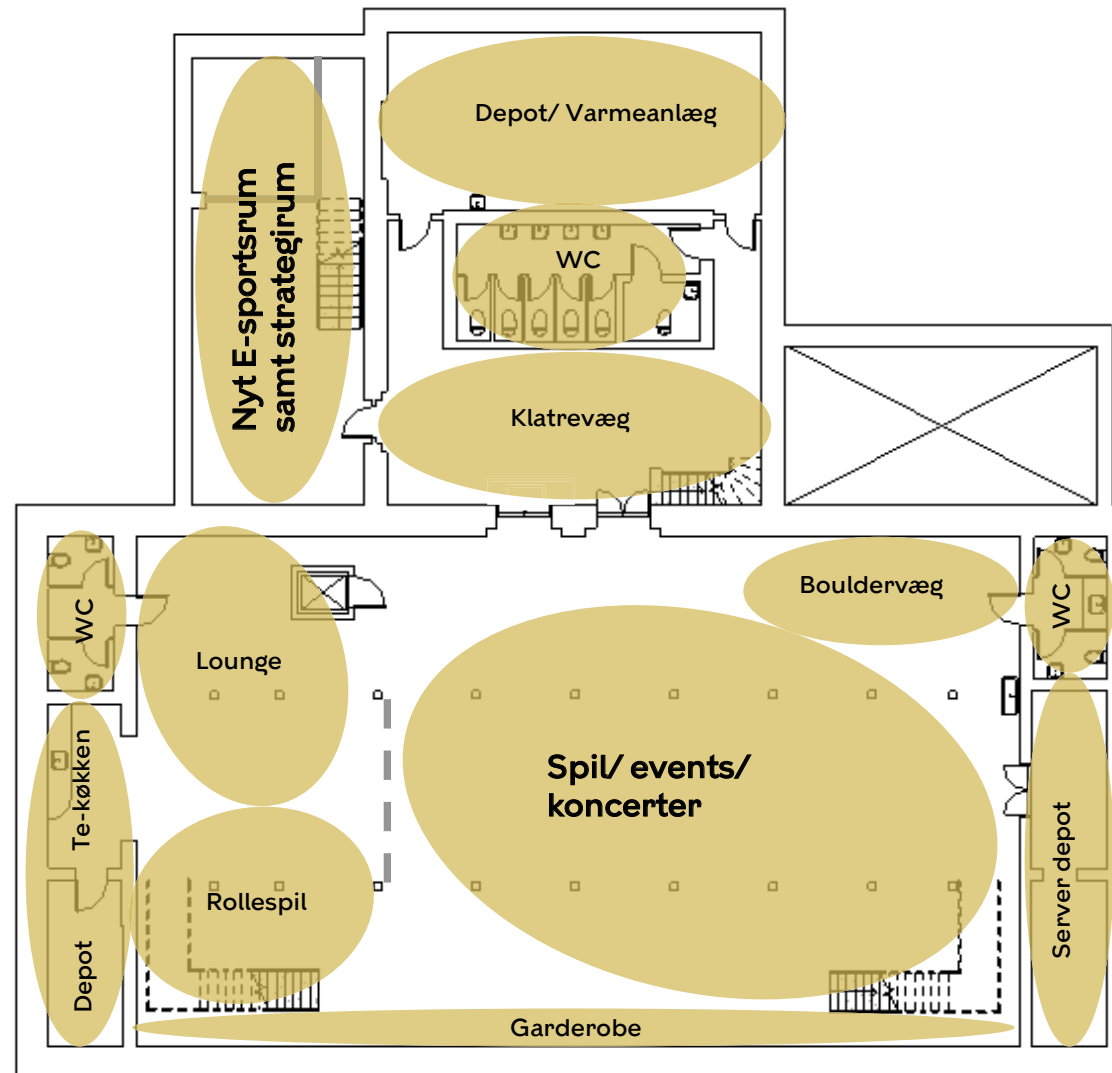 Depot/ Varmeanlæg
Nyt E-sportsrum
samt strategirum
WC
Klatrevæg
WC
Lounge
Bouldervæg
WC
Te-køkken
Spil/ events/
koncerter
Rollespil
Server depot
Depot
Garderobe